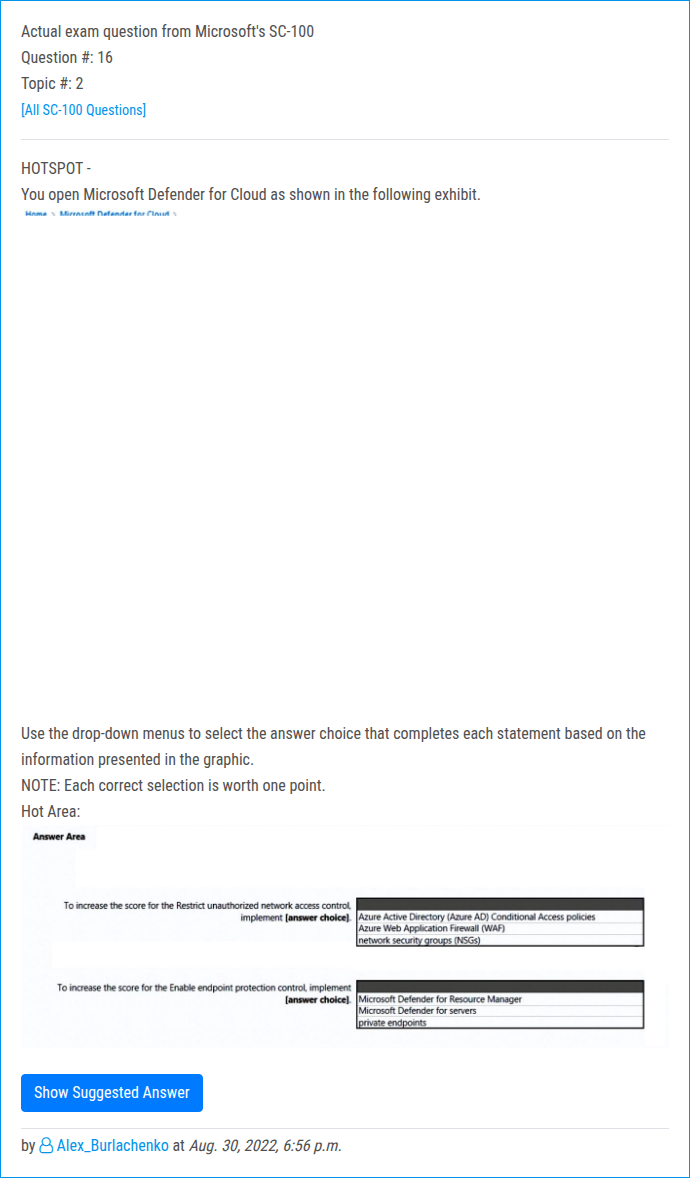 Actual exam question from Microsoft's SC-100
Question #: 16
Topic #: 2
[All SC-100 Questions]
HOTSPOT -
You open Microsoft Defender for Cloud as shown in the following exhibit.
Home > Microsoft Defender for Cloud >
Use the drop-down menus to select the answer choice that completes each statement based on the
information presented in the graphic.
NOTE: Each correct selection is worth one point.
Hot Area:
Answer Area
To increase the score for the Restrict unauthorized network access control,
implement [answer choice].
Azure Active Directory (Azure AD) Conditional Access policies
Azure Web Application Firewall (WAF)
network security groups (NSGs)
To increase the score for the Enable endpoint protection control, implement
[answer choice].
Microsoft Defender for Resource Manager
Microsoft Defender for servers
private endpoints
Show Suggested Answer
by Alex_Burlachenko at Aug. 30, 2022, 6:56 p.m.